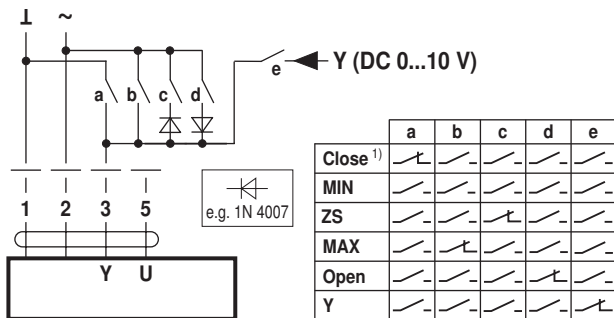 ⊥ ~
e Y (DC 0...10 V)
a b c d
1 2 3 5
e.g. 1N 4007
Y U
a b c d e
Close 1)
MIN
ZS
MAX
Open
Y